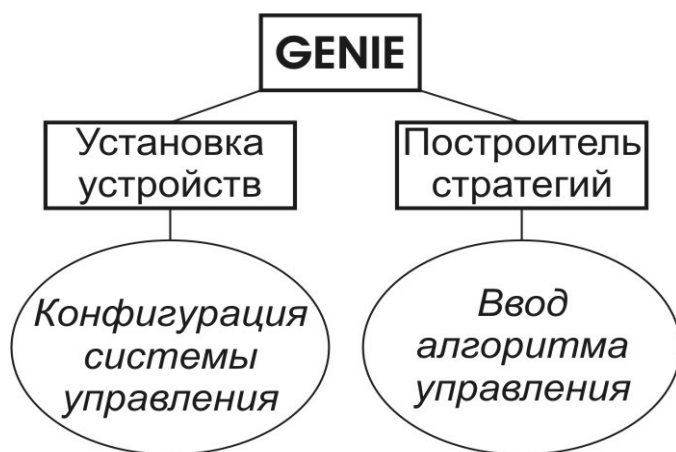 GENIE
Установка
устройств
Построитель
стратегий
Конфигурация
системы
управления
Ввод
алгоритма
управления